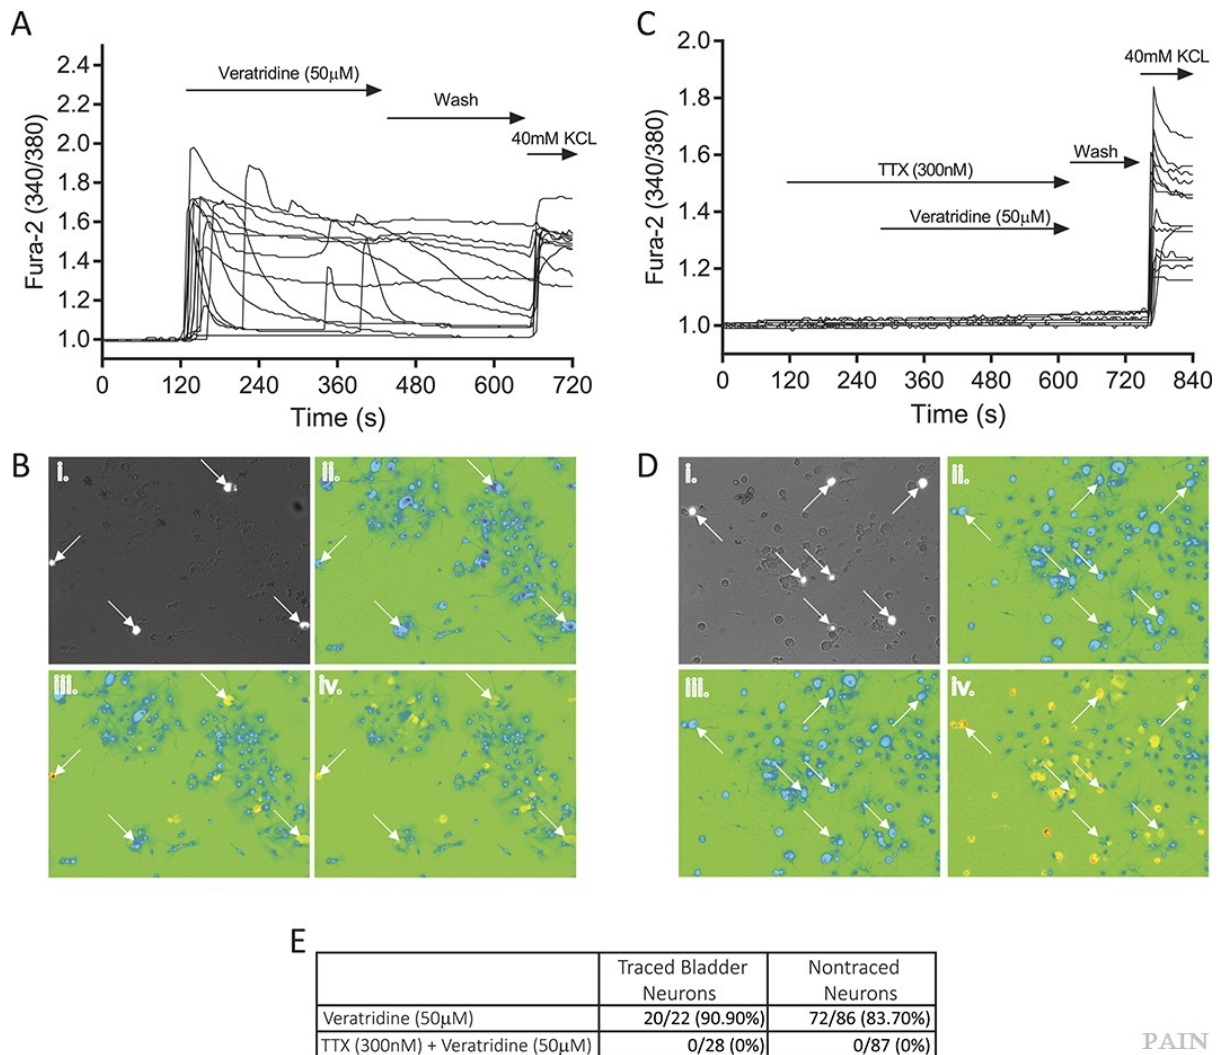 A
Fura-2 (340/380)
2.4
2.2
2.0
1.8
1.6
1.4
1.2
1.0
Veratridine (50μM)
Wash
40mM KCL
0 120 240 360 480 600 720
Time (s)
C
Fura-2 (340/380)
2.0
1.8
1.6
1.4
1.2
1.0
40mM KCL
Wash
TTX (300nM)
Veratridine (50μM)
0 120 240 360 480 600 720 840
Time (s)
B
i.
ii.
iii.
iv.
D
i.
ii.
iii.
iv.
E
Traced Bladder Neurons
Nontraced Neurons
Veratridine (50μM) 20/22 (90.90%) 72/86 (83.70%)
TTX (300nM) + Veratridine (50μM) 0/28 (0%) 0/87 (0%)
PAIN